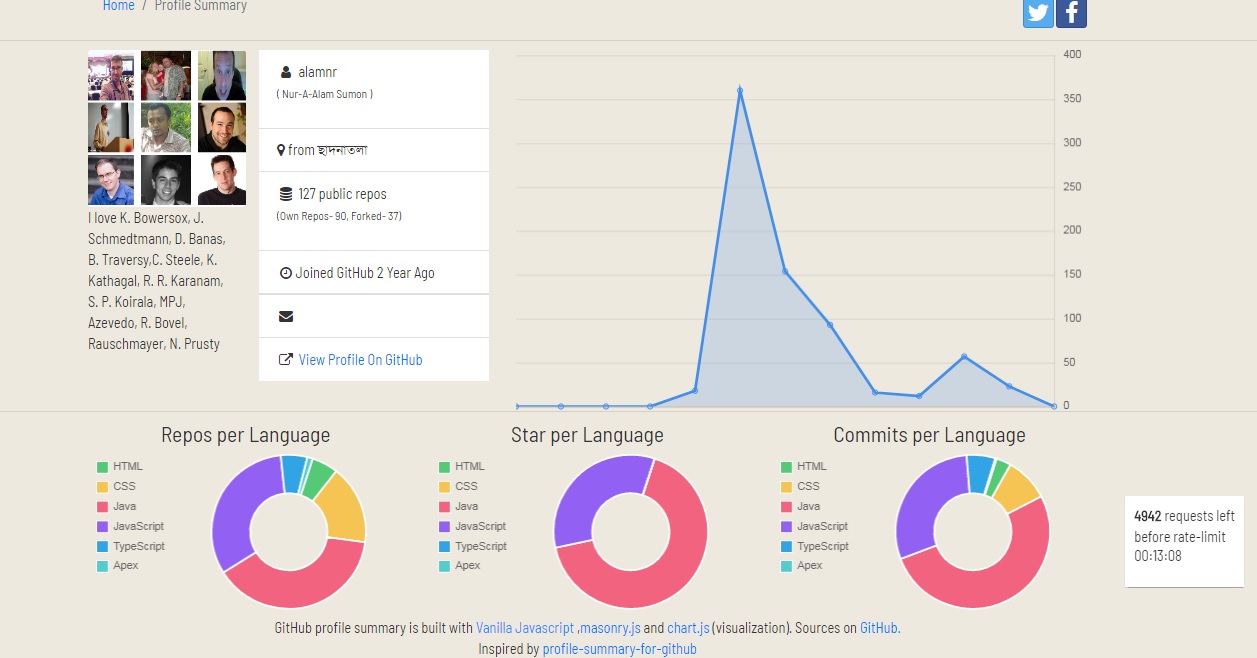 Home / Profile Summary
I love K. Bowersox, J.
Schmedtmann, D. Banas,
B. Traversy,C. Steele, K.
Kathagal, R. R. Karanam,
S. P. Koirala, MPJ,
Azevedo, R. Bovel,
Rauschmayer, N. Prusty
alamnr
( Nur-A-Alam Sumon )
from ছাদনাতলা
127 public repos
(Own Repos- 90, Forked- 37)
Joined GitHub 2 Year Ago
View Profile On GitHub
400
350
300
250
200
150
100
50
0
Repos per Language
HTML
CSS
Java
JavaScript
TypeScript
Apex
Star per Language
HTML
CSS
Java
JavaScript
TypeScript
Apex
Commits per Language
HTML
CSS
Java
JavaScript
TypeScript
Apex
4942 requests left
before rate-limit
00:13:08
GitHub profile summary is built with Vanilla Javascript ,masonry.js and chart.js (visualization). Sources on GitHub.
Inspired by profile-summary-for-github